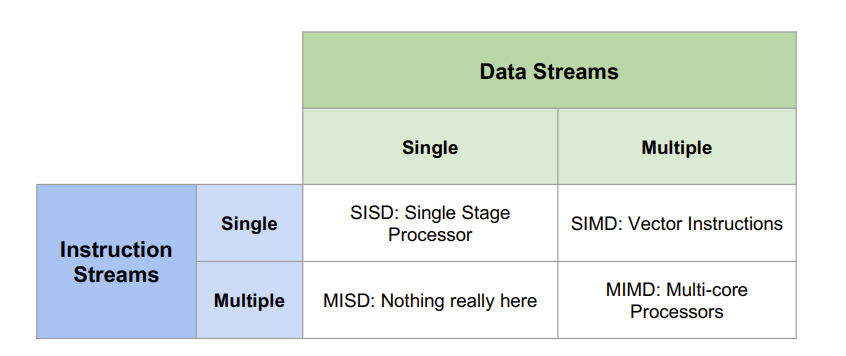 Data Streams
Single
Multiple
Instruction
Streams
Single
SISD: Single Stage
Processor
SIMD: Vector Instructions
Multiple
MISD: Nothing really here
MIMD: Multi-core
Processors